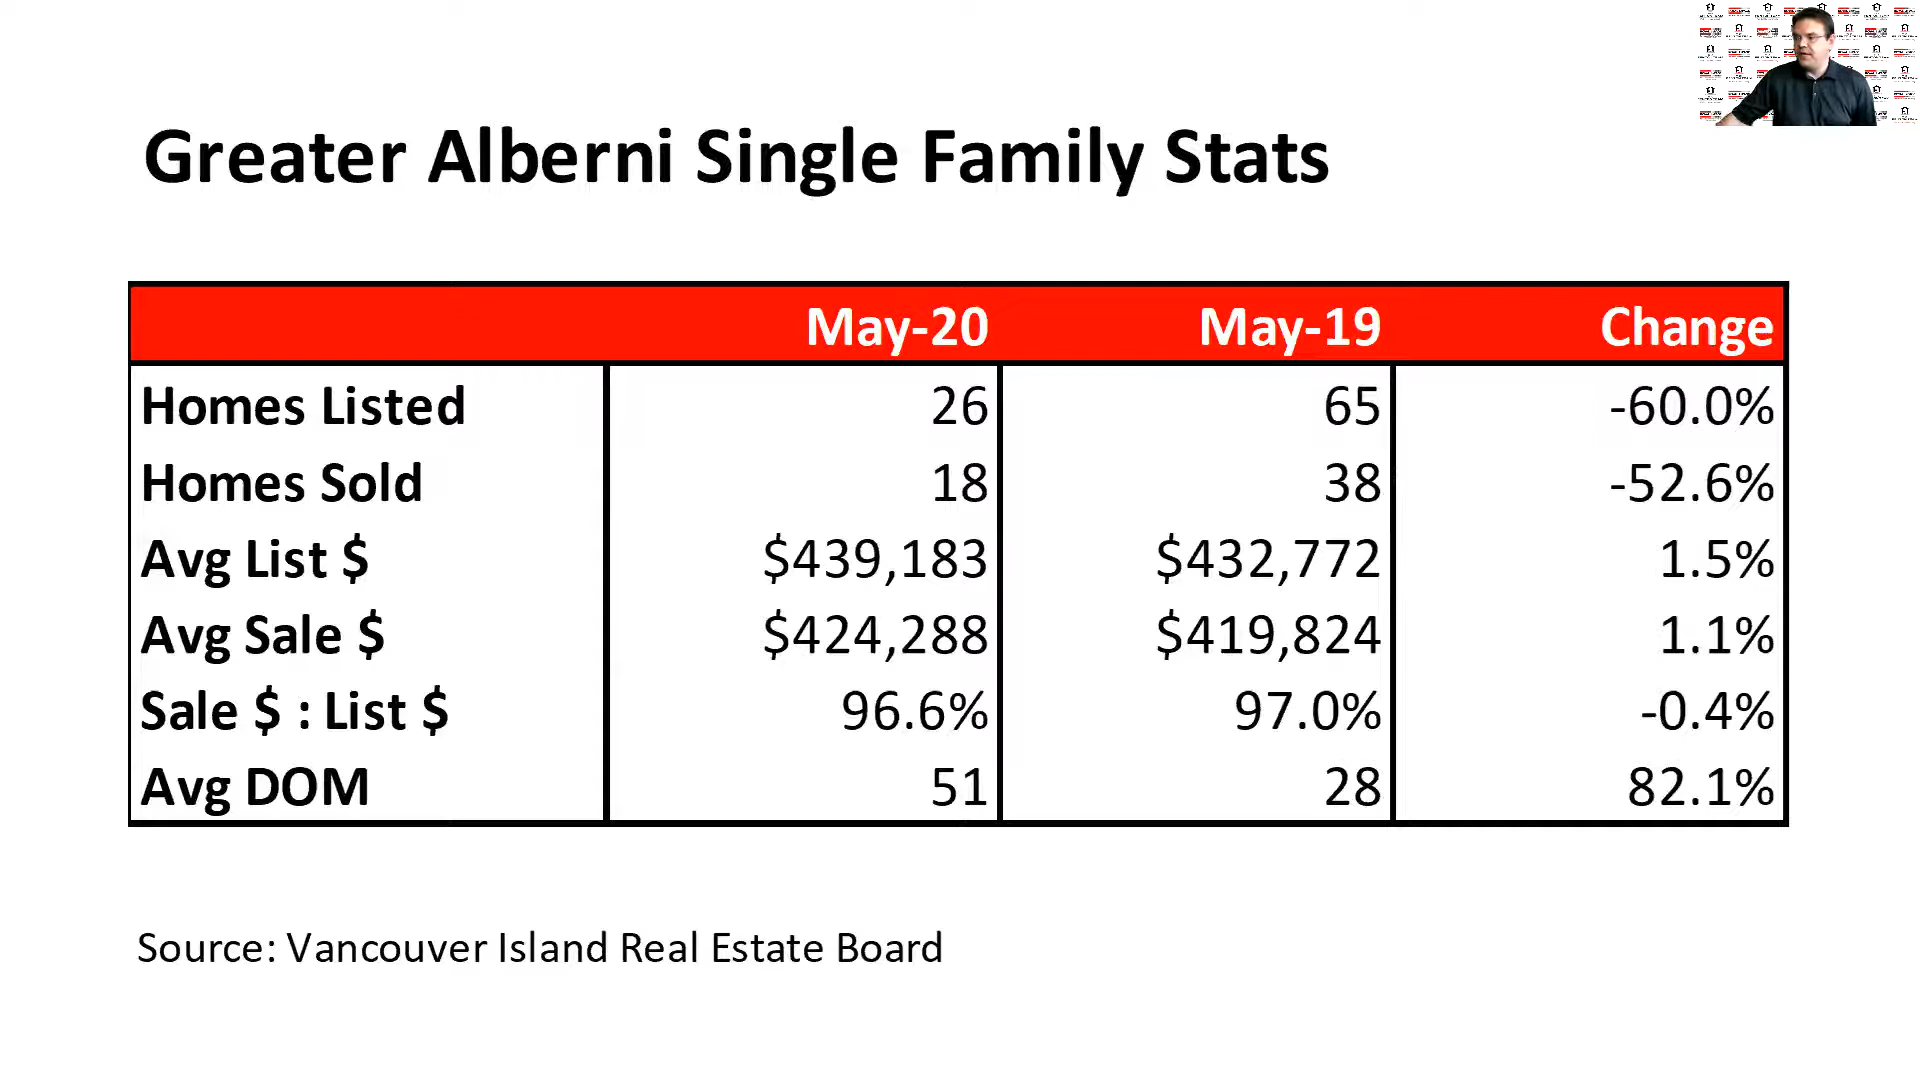 Greater Alberni Single Family Stats
May-20 May-19 Change
Homes Listed 26 65 -60.0%
Homes Sold 18 38 -52.6%
Avg List $ $439,183 $432,772 1.5%
Avg Sale $ $424,288 $419,824 1.1%
Sale $ : List $ 96.6% 97.0% -0.4%
Avg DOM 51 28 82.1%
Source: Vancouver Island Real Estate Board